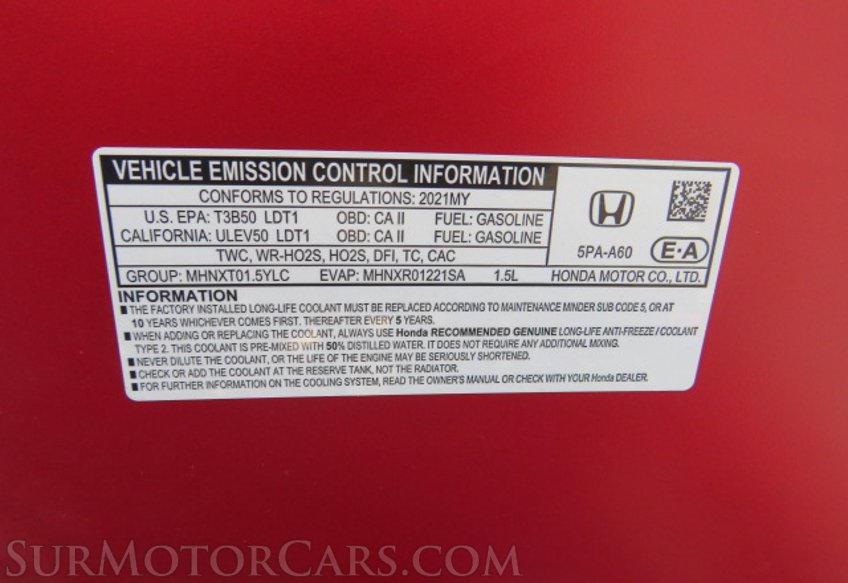 VEHICLE EMISSION CONTROL INFORMATION
CONFORMS TO REGULATIONS: 2021MY
U.S. EPA: T3B50 LDT1 OBD: CA II FUEL: GASOLINE
CALIFORNIA: ULEV50 LDT1 OBD: CA II FUEL: GASOLINE
TWC, WR-HO2S, HO2S, DFI, TC, CAC
5PA-A60 E·A
GROUP: MHNXT01.5YLC EVAP: MHNXR01221SA 1.5L HONDA MOTOR CO., LTD.
INFORMATION
■ THE FACTORY INSTALLED LONG-LIFE COOLANT MUST BE REPLACED ACCORDING TO MAINTENANCE MINDER SUB CODE 5, OR AT
10 YEARS WHICHEVER COMES FIRST. THEREAFTER EVERY 5 YEARS.
■ WHEN ADDING OR REPLACING THE COOLANT, ALWAYS USE Honda RECOMMENDED GENUINE LONG-LIFE ANTI-FREEZE / COOLANT
TYPE 2. THIS COOLANT IS PRE-MIXED WITH 50% DISTILLED WATER. IT DOES NOT REQUIRE ANY ADDITIONAL MIXING.
■ NEVER DILUTE THE COOLANT, OR THE LIFE OF THE ENGINE MAY BE SERIOUSLY SHORTENED.
■ CHECK OR ADD THE COOLANT AT THE RESERVE TANK, NOT THE RADIATOR.
■ FOR FURTHER INFORMATION ON THE COOLING SYSTEM, READ THE OWNER'S MANUAL OR CHECK WITH YOUR Honda DEALER.
SURMOTORCARS.COM